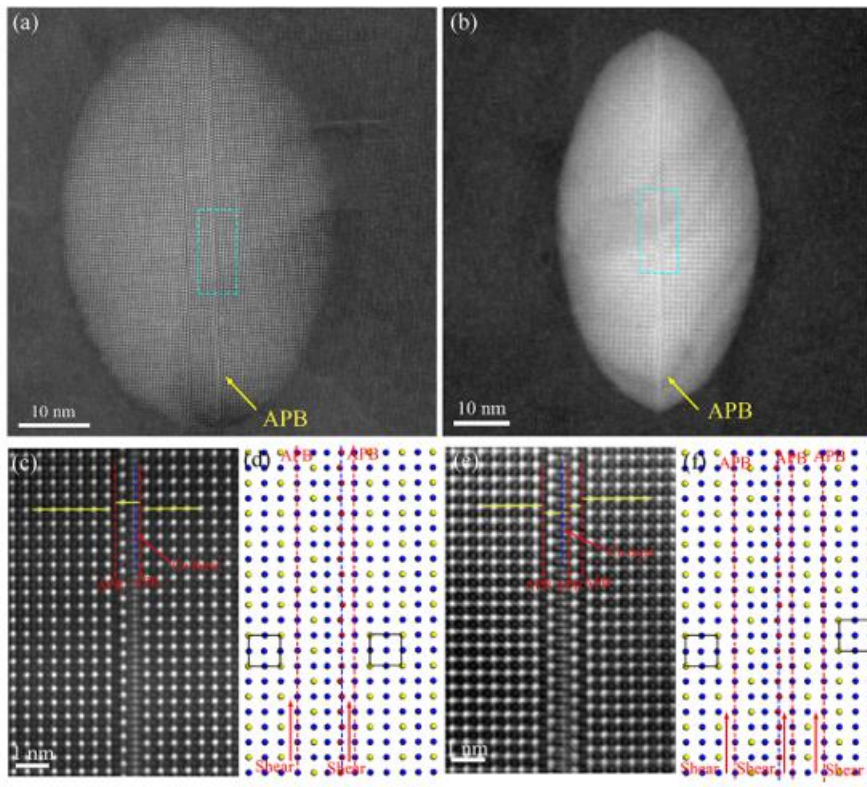 (a)
APB
10 nm
(b)
APB
10 nm
(c)
1 nm
(d)
APB
APB
Shear
Shear
(e)
1 nm
(f)
APB
APB
APB
Shear
Shear
Shear